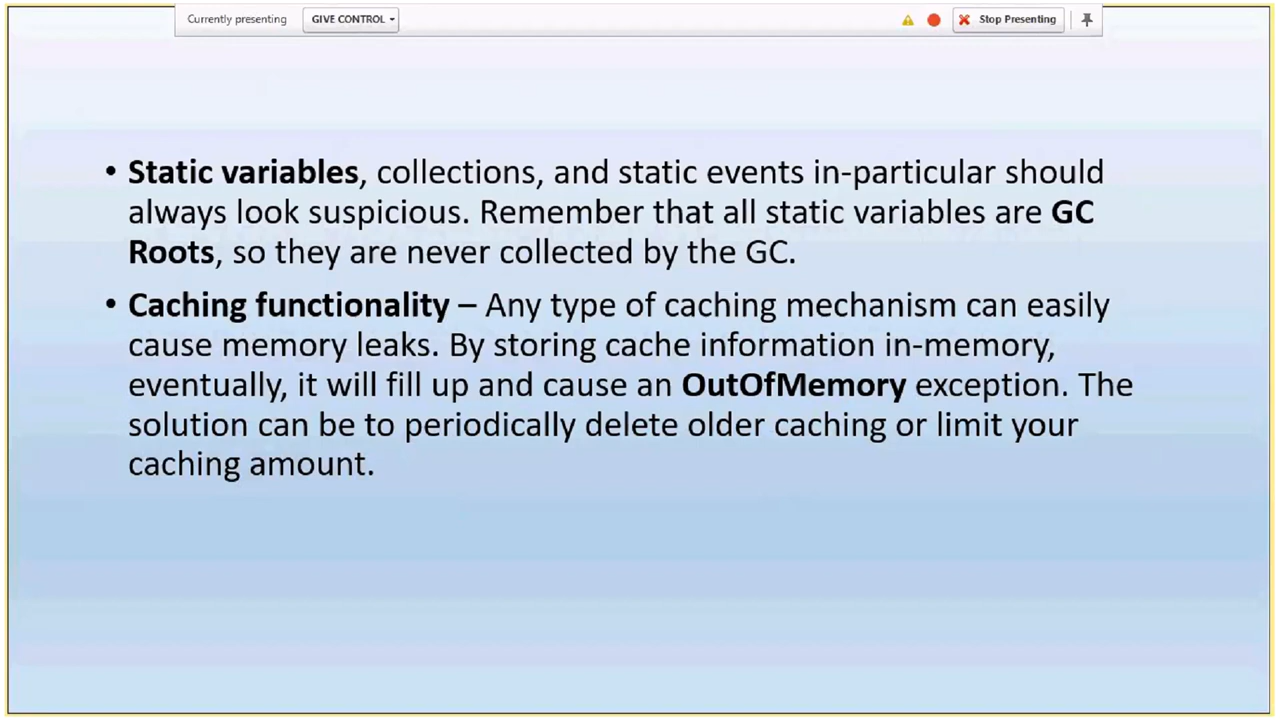 Currently presenting GIVE CONTROL Stop Presenting
• Static variables, collections, and static events in-particular should
always look suspicious. Remember that all static variables are GC
Roots, so they are never collected by the GC.
• Caching functionality – Any type of caching mechanism can easily
cause memory leaks. By storing cache information in-memory,
eventually, it will fill up and cause an OutOfMemory exception. The
solution can be to periodically delete older caching or limit your
caching amount.